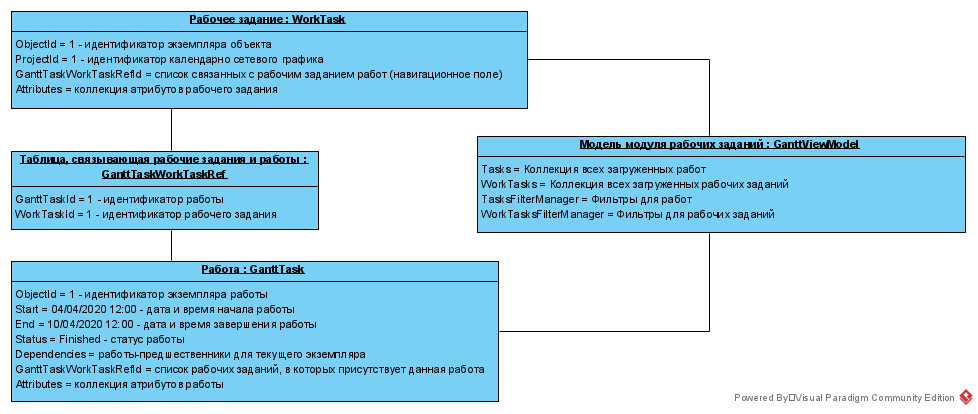 Рабочее задание : WorkTask
ObjectId = 1 - идентификатор экземпляра объекта
ProjectId = 1 - идентификатор календарно сетевого графика
GanttTaskWorkTaskRefId = список связанных с рабочим заданием работ (навигационное поле)
Attributes = коллекция атрибутов рабочего задания
Таблица, связывающая рабочие задания и работы :
GanttTaskWorkTaskRef
GanttTaskId = 1 - идентификатор работы
WorkTaskId = 1 - идентификатор рабочего задания
Модель модуля рабочих заданий : GanttViewModel
Tasks = Коллекция всех загруженных работ
WorkTasks = Коллекция всех загруженных рабочих заданий
TasksFilterManager = Фильтры для работ
WorkTasksFilterManager = Фильтры для рабочих заданий
Работа : GanttTask
ObjectId = 1 - идентификатор экземпляра работы
Start = 04/04/2020 12:00 - дата и время начала работы
End = 10/04/2020 12:00 - дата и время завершения работы
Status = Finished - статус работы
Dependencies = работы-предшественники для текущего экземпляра
GanttTaskWorkTaskRefId = список рабочих заданий, в которых присутствует данная работа
Attributes = коллекция атрибутов работы
Powered By Visual Paradigm Community Edition